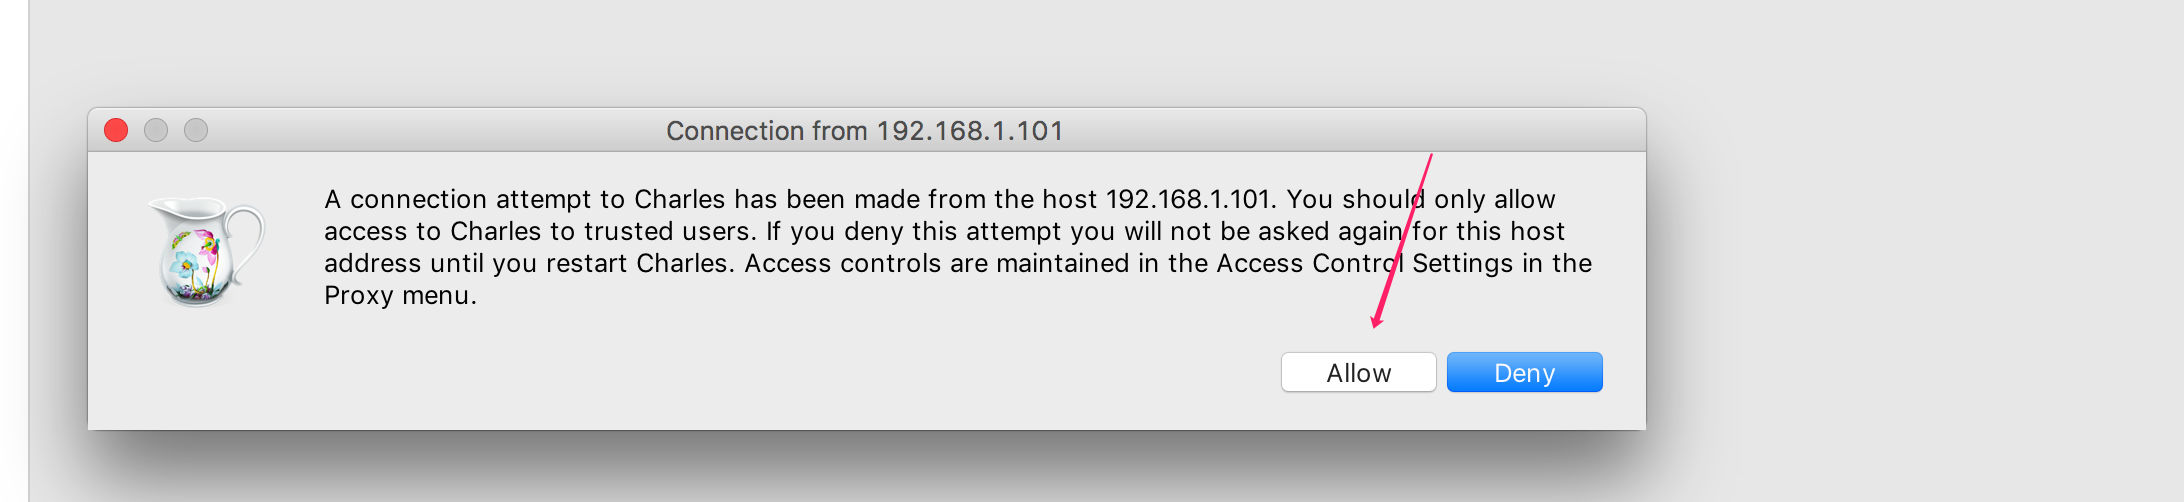 Connection from 192.168.1.101
A connection attempt to Charles has been made from the host 192.168.1.101. You should only allow
access to Charles to trusted users. If you deny this attempt you will not be asked again for this host
address until you restart Charles. Access controls are maintained in the Access Control Settings in the
Proxy menu.
Allow Deny